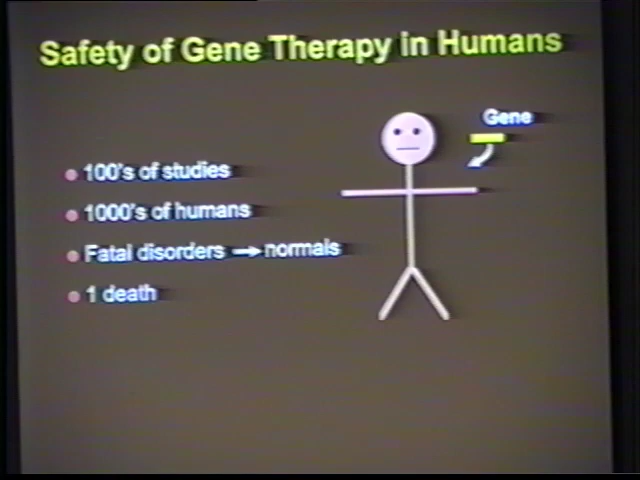 Safety of Gene Therapy in Humans
Gene
100's of studies
1000's of humans
Fatal disorders → normals
1 death